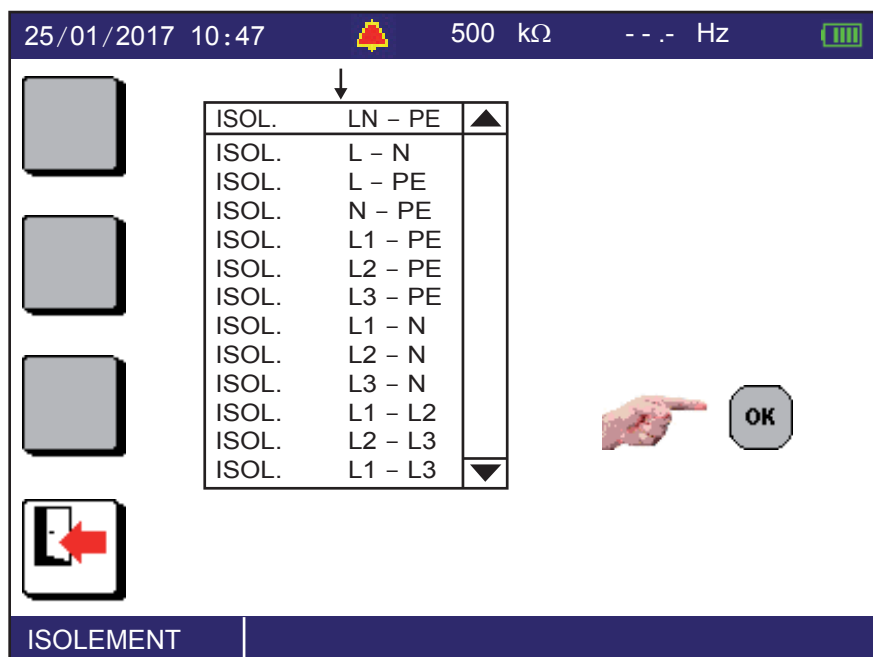 25/01/2017 10:47 500 kΩ - - .- Hz
ISOL. LN – PE
ISOL. L – N
ISOL. L – PE
ISOL. N – PE
ISOL. L1 – PE
ISOL. L2 – PE
ISOL. L3 – PE
ISOL. L1 – N
ISOL. L2 – N
ISOL. L3 – N
ISOL. L1 – L2
ISOL. L2 – L3
ISOL. L1 – L3
OK
ISOLEMENT